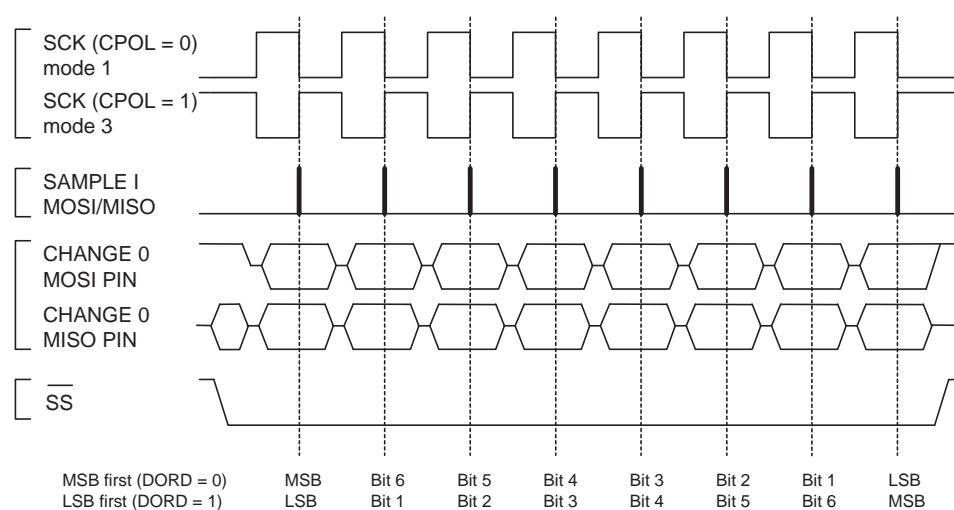 SCK (CPOL = 0)
mode 1
SCK (CPOL = 1)
mode 3
SAMPLE I
MOSI/MISO
CHANGE 0
MOSI PIN
CHANGE 0
MISO PIN
SS
MSB first (DORD = 0) MSB Bit 6 Bit 5 Bit 4 Bit 3 Bit 2 Bit 1 LSB
LSB first (DORD = 1) LSB Bit 1 Bit 2 Bit 3 Bit 4 Bit 5 Bit 6 MSB